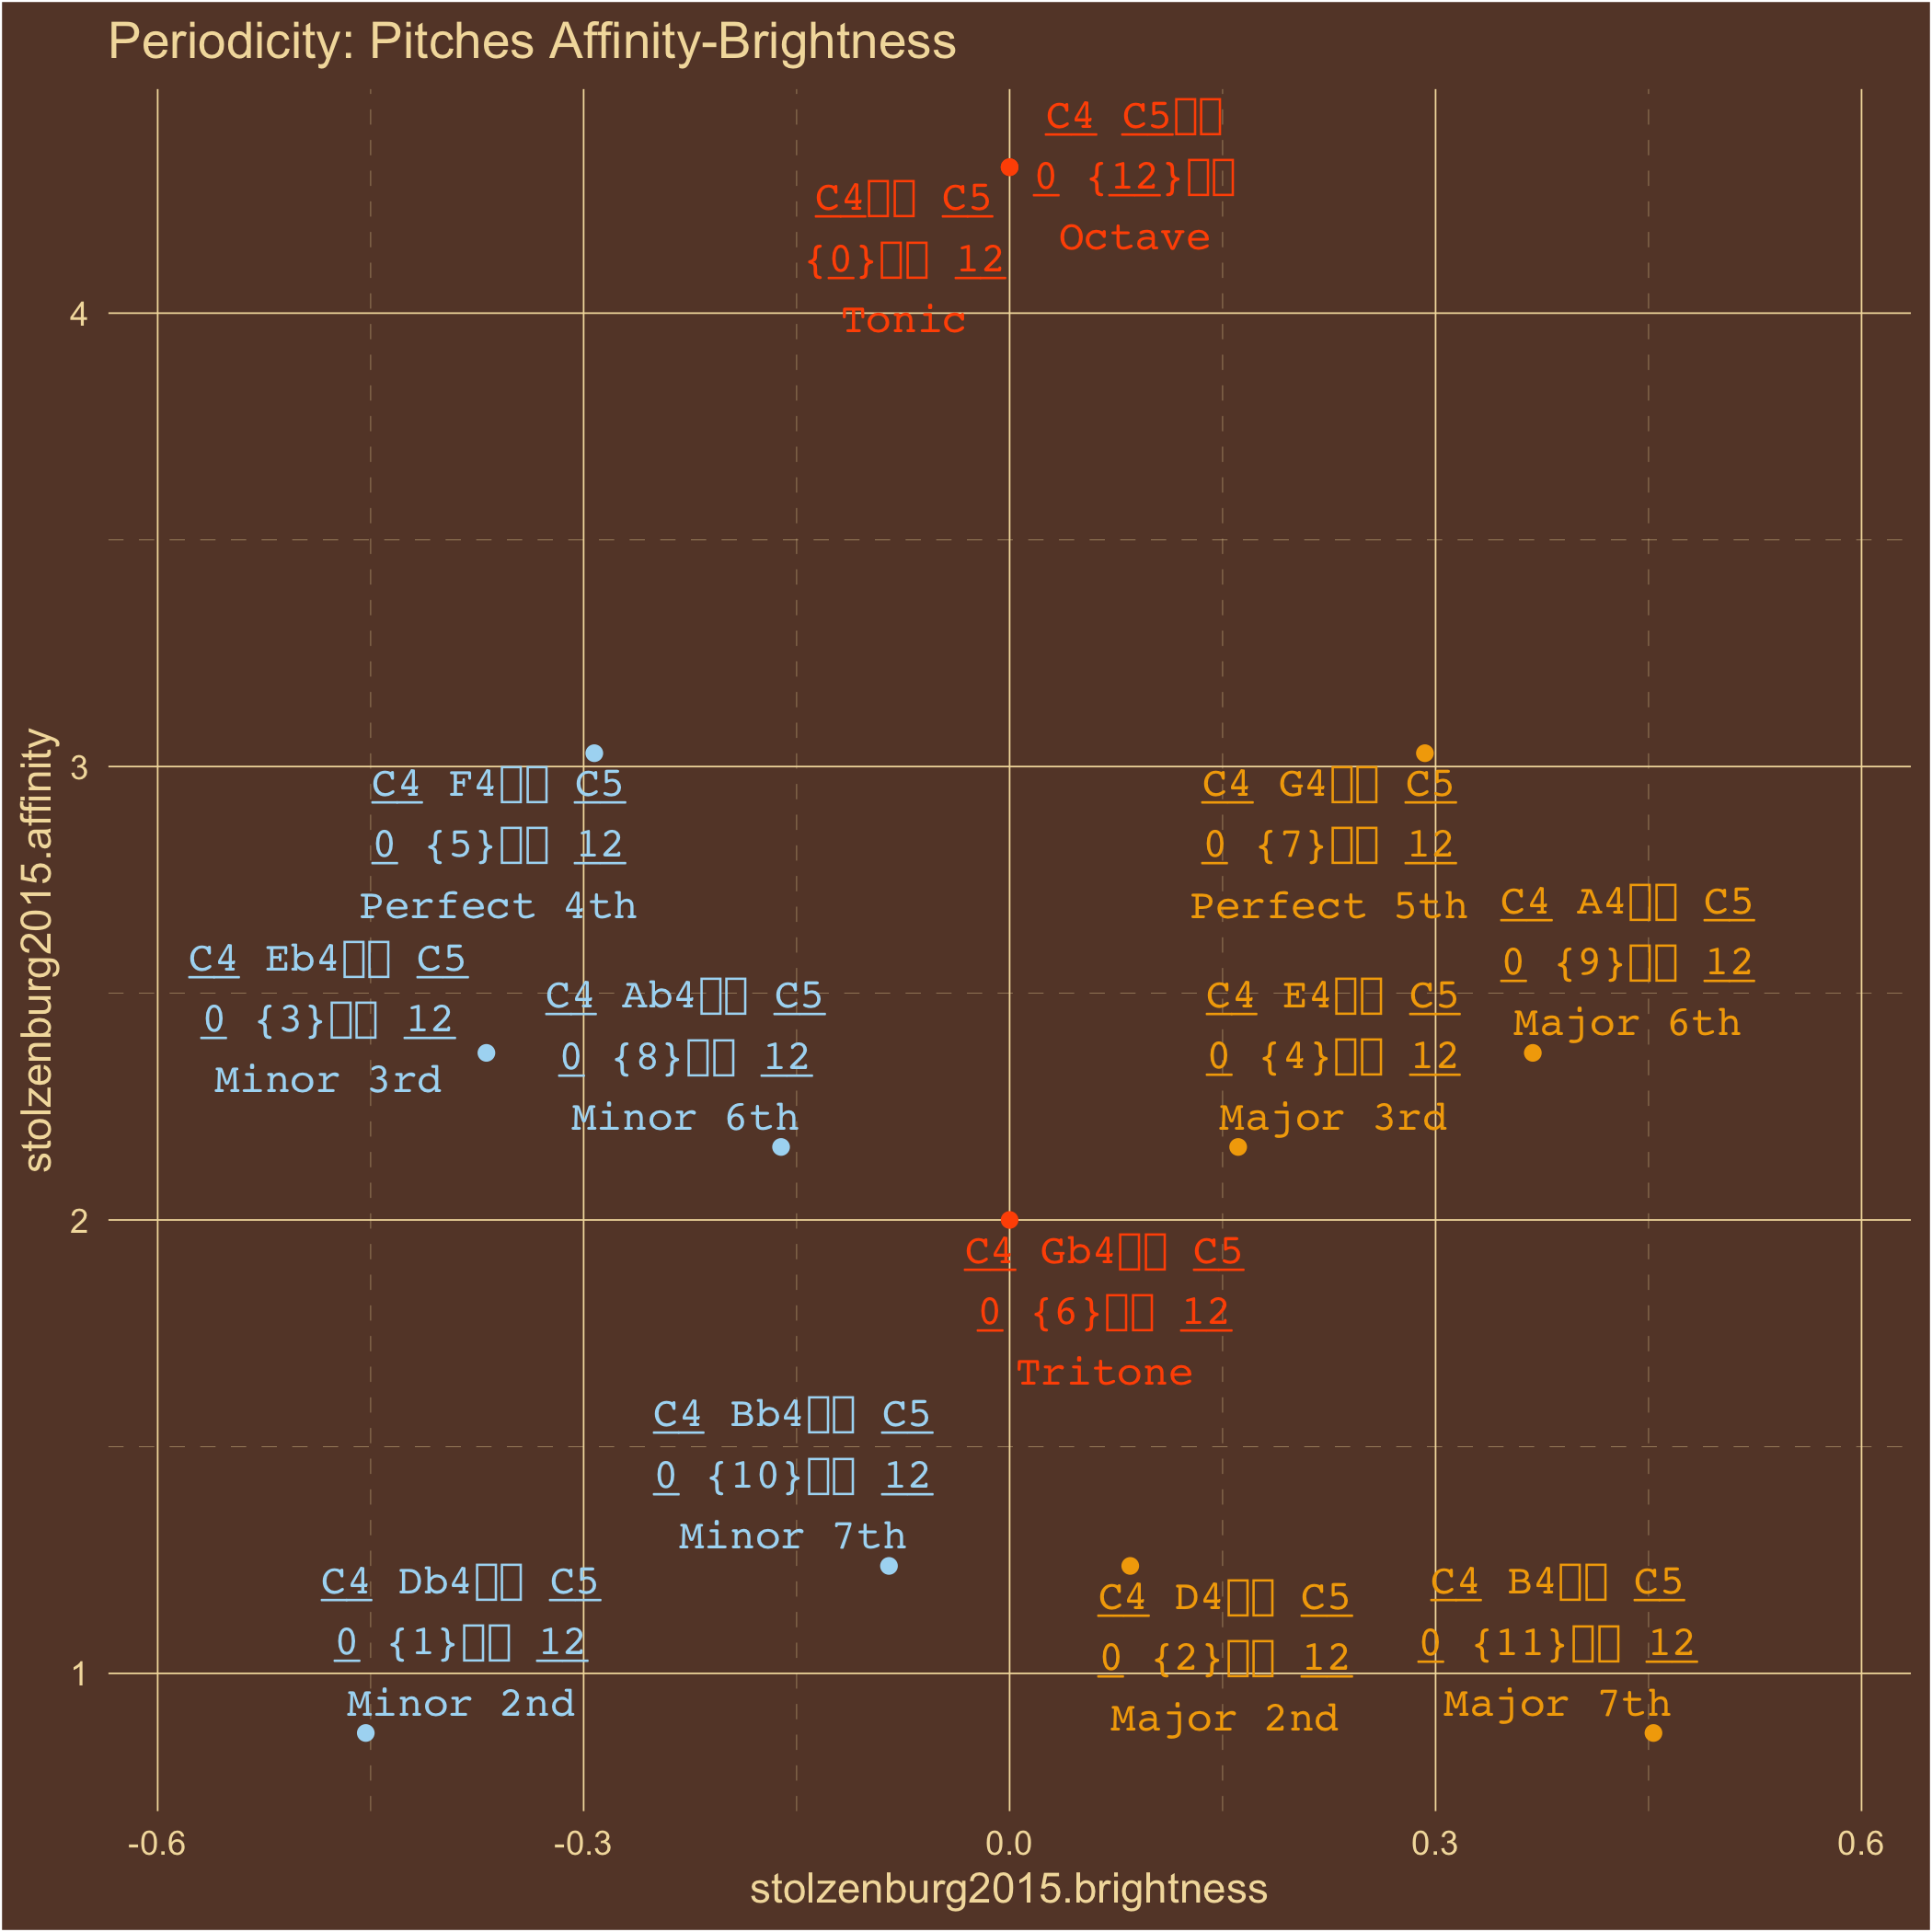 Periodicity: Pitches Affinity-Brightness
C4 C5▯▯
0 {12}▯▯
Octave
C4▯▯ C5
{0}▯▯ 12
Tonic
4
3
C4 F4▯▯ C5
0 {5}▯▯ 12
Perfect 4th
C4 G4▯▯ C5
0 {7}▯▯ 12
Perfect 5th
C4 A4▯▯ C5
0 {9}▯▯ 12
Major 6th
C4 Eb4▯▯ C5
0 {3}▯▯ 12
Minor 3rd
C4 Ab4▯▯ C5
0 {8}▯▯ 12
Minor 6th
C4 E4▯▯ C5
0 {4}▯▯ 12
Major 3rd
2
C4 Gb4▯▯ C5
0 {6}▯▯ 12
Tritone
C4 Bb4▯▯ C5
0 {10}▯▯ 12
Minor 7th
C4 Db4▯▯ C5
0 {1}▯▯ 12
Minor 2nd
C4 D4▯▯ C5
0 {2}▯▯ 12
Major 2nd
C4 B4▯▯ C5
0 {11}▯▯ 12
Major 7th
1
-0.6 -0.3 0.0 0.3 0.6
stolzenburg2015.brightness
stolzenburg2015.affinity